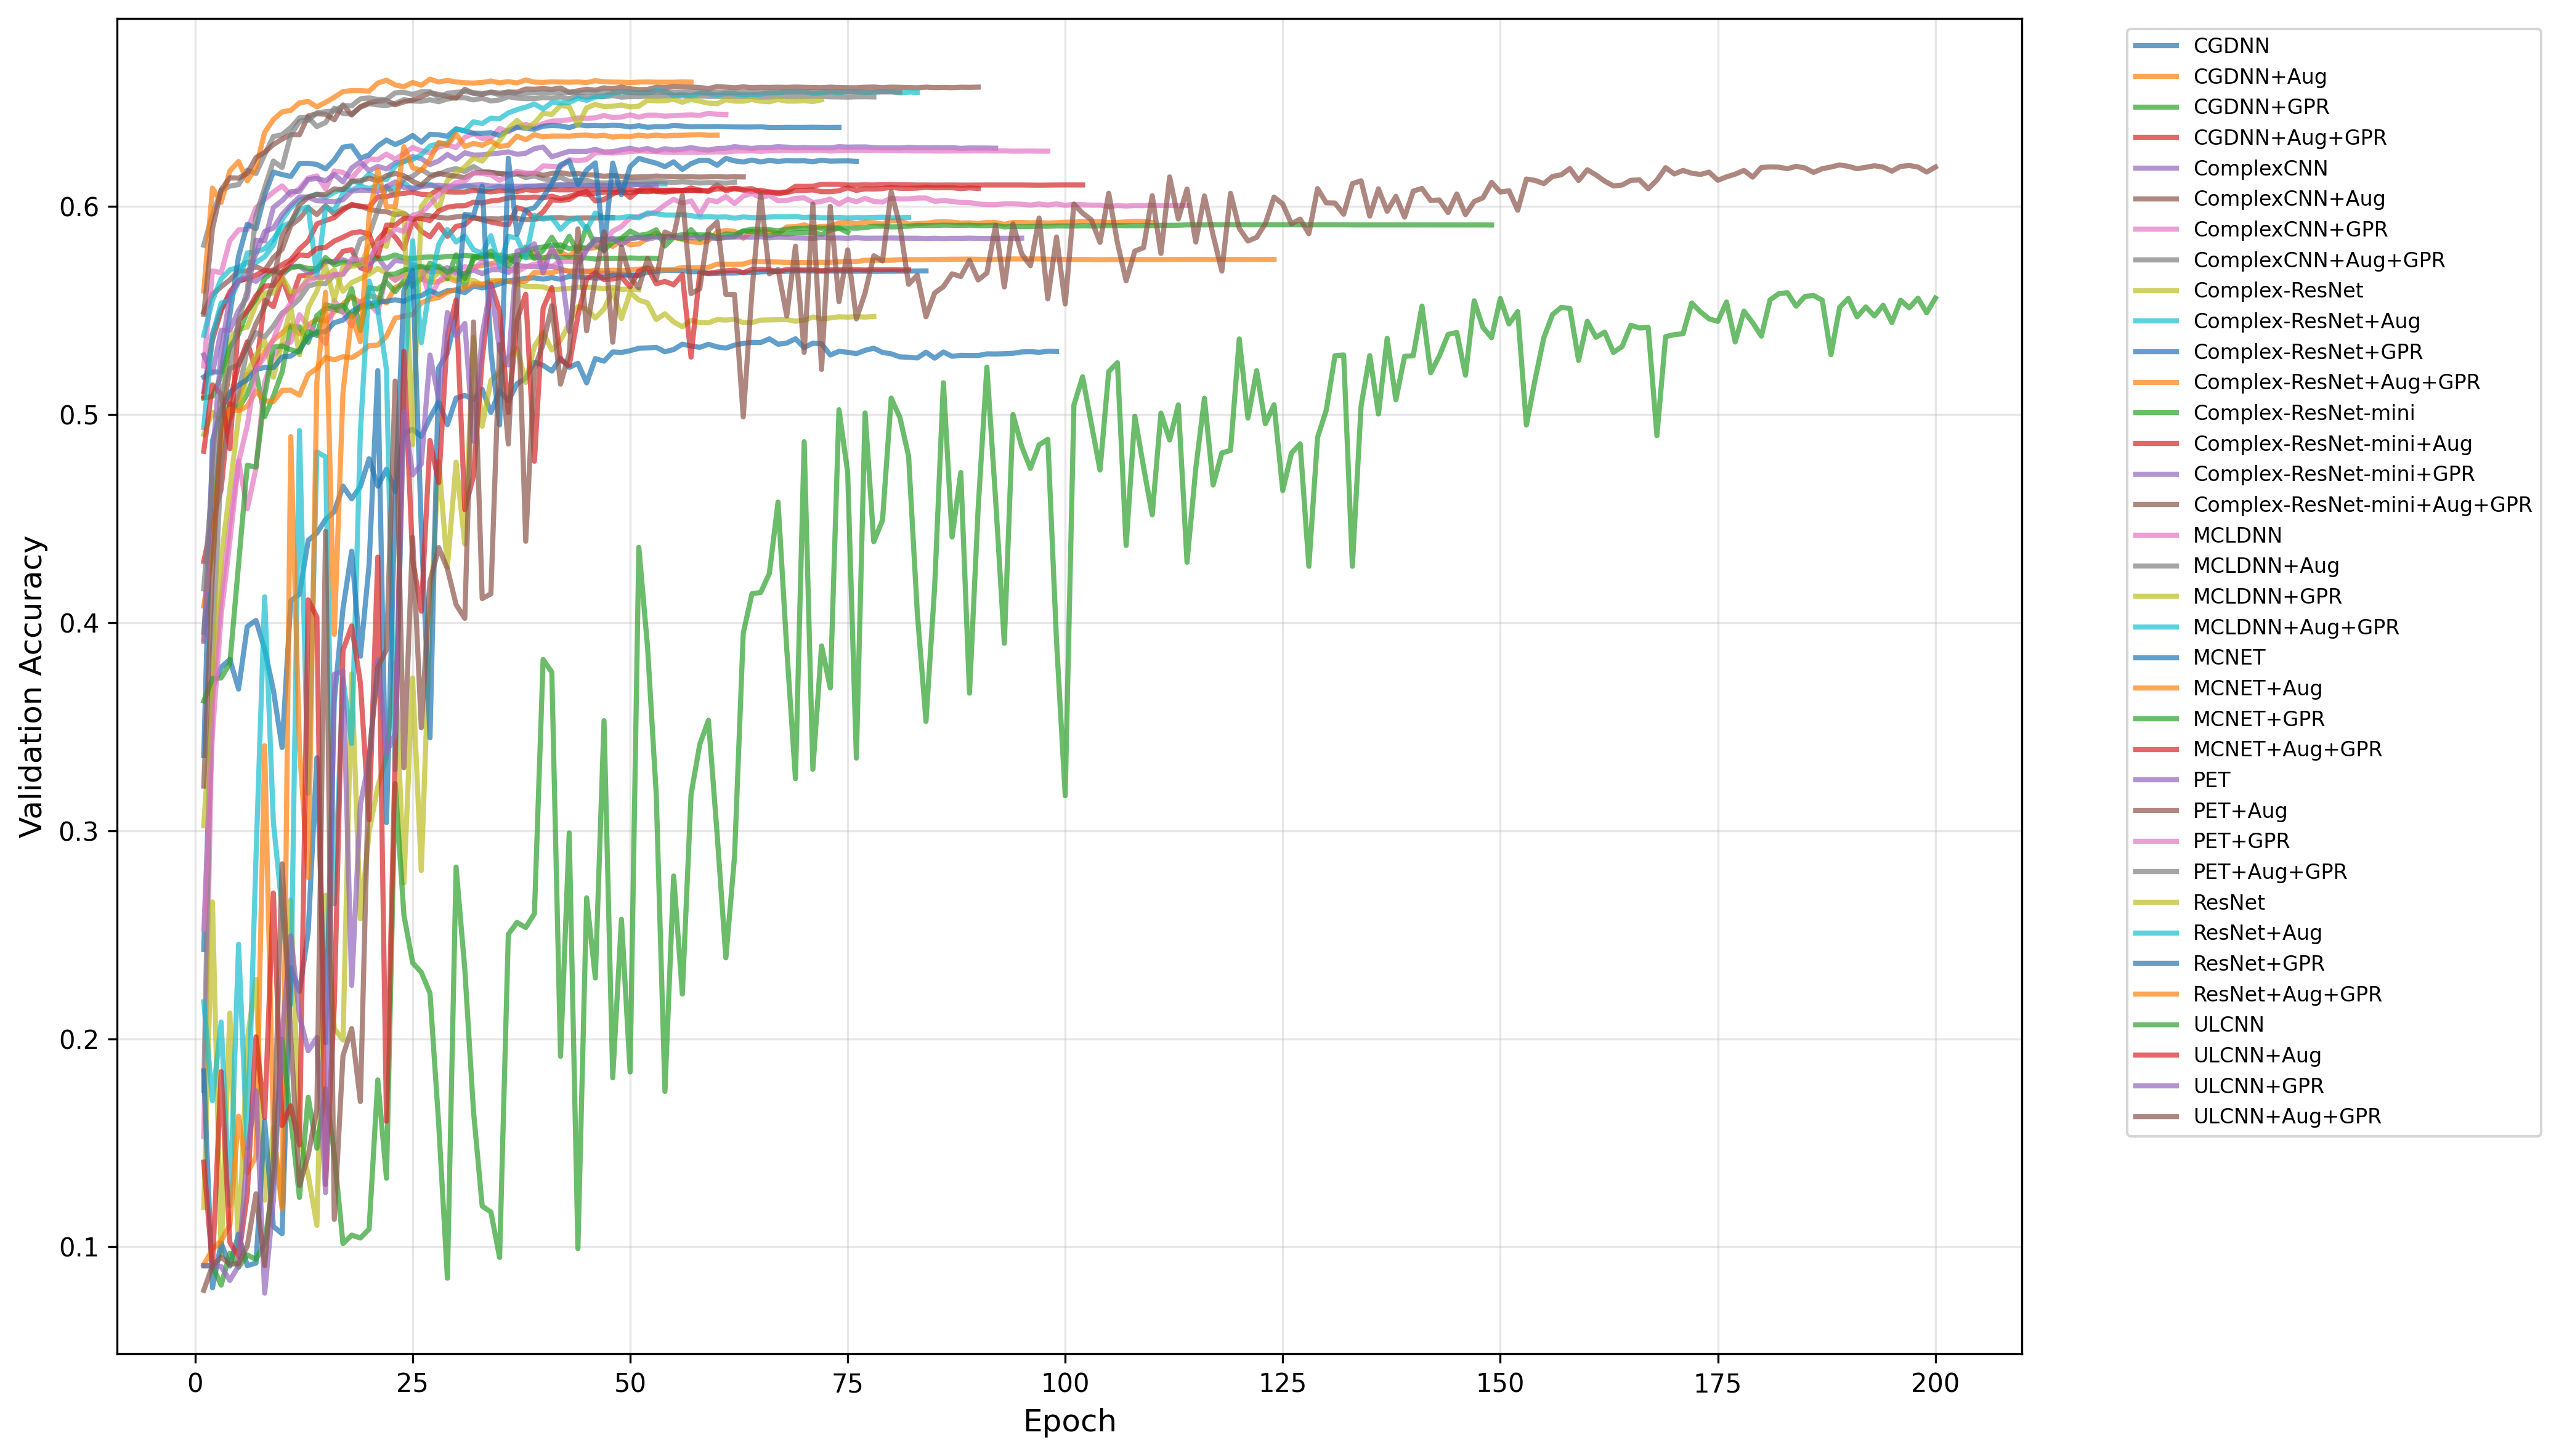 Validation Accuracy
0.6
0.5
0.4
0.3
0.2
0.1
0 25 50 75 100 125 150 175 200
Epoch
CGDNN
CGDNN+Aug
CGDNN+GPR
CGDNN+Aug+GPR
ComplexCNN
ComplexCNN+Aug
ComplexCNN+GPR
ComplexCNN+Aug+GPR
Complex-ResNet
Complex-ResNet+Aug
Complex-ResNet+GPR
Complex-ResNet+Aug+GPR
Complex-ResNet-mini
Complex-ResNet-mini+Aug
Complex-ResNet-mini+GPR
Complex-ResNet-mini+Aug+GPR
MCLDNN
MCLDNN+Aug
MCLDNN+GPR
MCLDNN+Aug+GPR
MCNET
MCNET+Aug
MCNET+GPR
MCNET+Aug+GPR
PET
PET+Aug
PET+GPR
PET+Aug+GPR
ResNet
ResNet+Aug
ResNet+GPR
ResNet+Aug+GPR
ULCNN
ULCNN+Aug
ULCNN+GPR
ULCNN+Aug+GPR